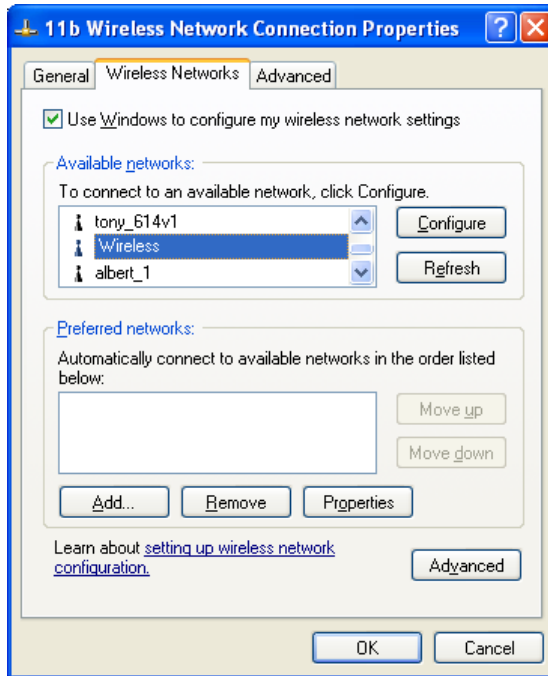 11b Wireless Network Connection Properties
General Wireless Networks Advanced
Use Windows to configure my wireless network settings
Available networks:
To connect to an available network, click Configure.
tony_614v1
Wireless
albert_1
Configure
Refresh
Preferred networks:
Automatically connect to available networks in the order listed
below:
Move up
Move down
Add... Remove Properties
Learn about setting up wireless network
configuration.
Advanced
OK Cancel